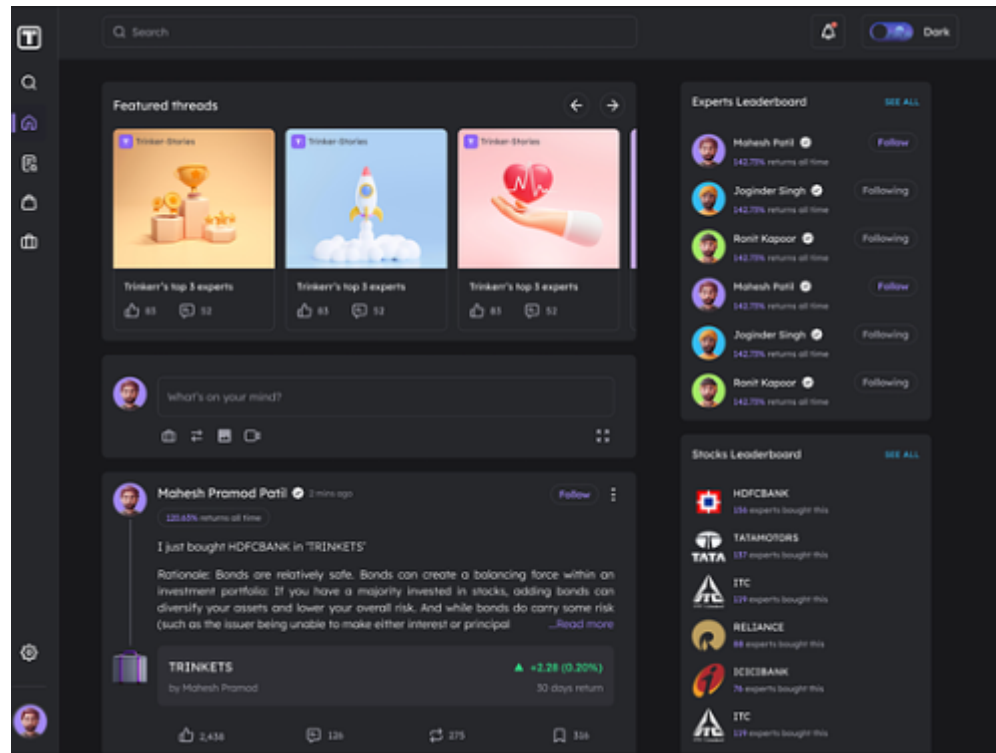 T
Search
Dark
Featured threads
Trinker-Stories
Trinker-Stories
Trinker-Stories
Trinkerr's top 3 experts
Trinkerr's top 3 experts
Trinkerr's top 3 experts
83 52
83 52
83 52
What's on your mind?
Mahesh Pramod Patil 2 mins ago
Follow
120.65% returns all time
I just bought HDFCBANK in 'TRINKETS'
Rationale: Bonds are relatively safe. Bonds can create a balancing force within an
investment portfolio: If you have a majority invested in stocks, adding bonds can
diversify your assets and lower your overall risk. And while bonds do carry some risk
(such as the issuer being unable to make either interest or principal ...Read more
TRINKETS
+2.28 (0.20%)
by Mahesh Pramod
30 days return
2,438 126 275 316
Experts Leaderboard
SEE ALL
Mahesh Patil
Follow
142.75% returns all time
Joginder Singh
Following
142.75% returns all time
Ronit Kapoor
Following
142.75% returns all time
Mahesh Patil
Follow
142.75% returns all time
Joginder Singh
Following
142.75% returns all time
Ronit Kapoor
Following
142.75% returns all time
Stocks Leaderboard
SEE ALL
HDFCBANK
156 experts bought this
TATA
TATAMOTORS
137 experts bought this
ITC
119 experts bought this
RELIANCE
88 experts bought this
ICICIBANK
76 experts bought this
ITC
119 experts bought this